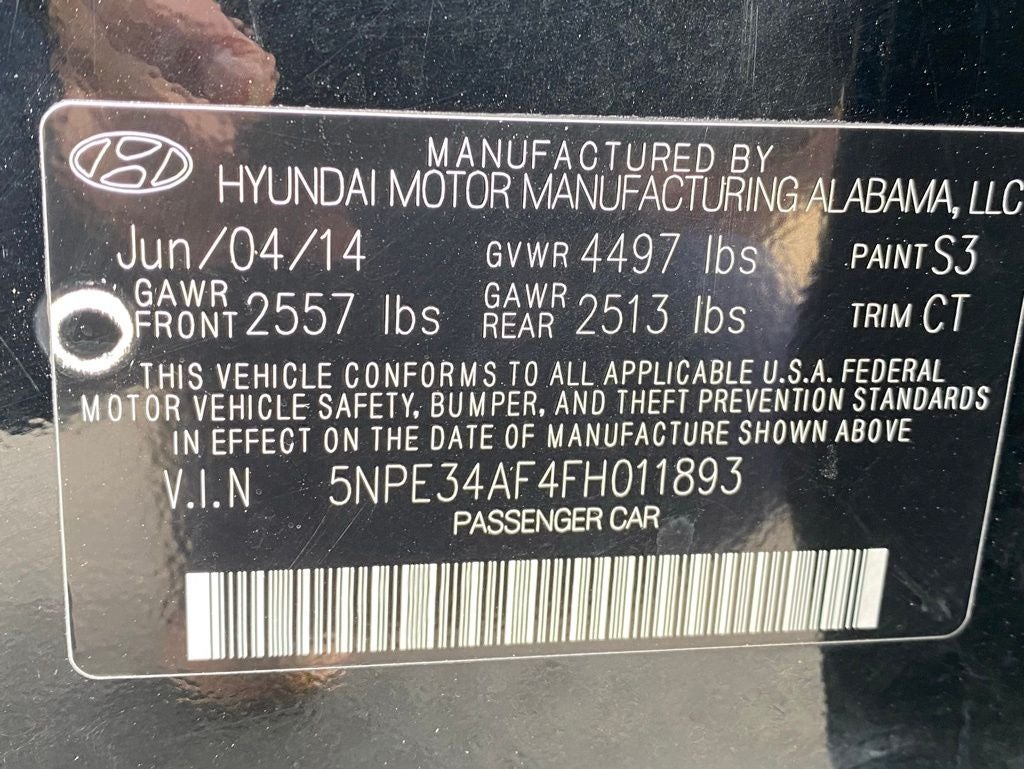 MANUFACTURED BY
HYUNDAI MOTOR MANUFACTURING ALABAMA, LLC
Jun/04/14 GVWR 4497 lbs PAINT S3
GAWR FRONT 2557 lbs GAWR REAR 2513 lbs TRIM CT
THIS VEHICLE CONFORMS TO ALL APPLICABLE U.S.A. FEDERAL
MOTOR VEHICLE SAFETY, BUMPER, AND THEFT PREVENTION STANDARDS
IN EFFECT ON THE DATE OF MANUFACTURE SHOWN ABOVE
V.I.N 5NPE34AF4FH011893
PASSENGER CAR